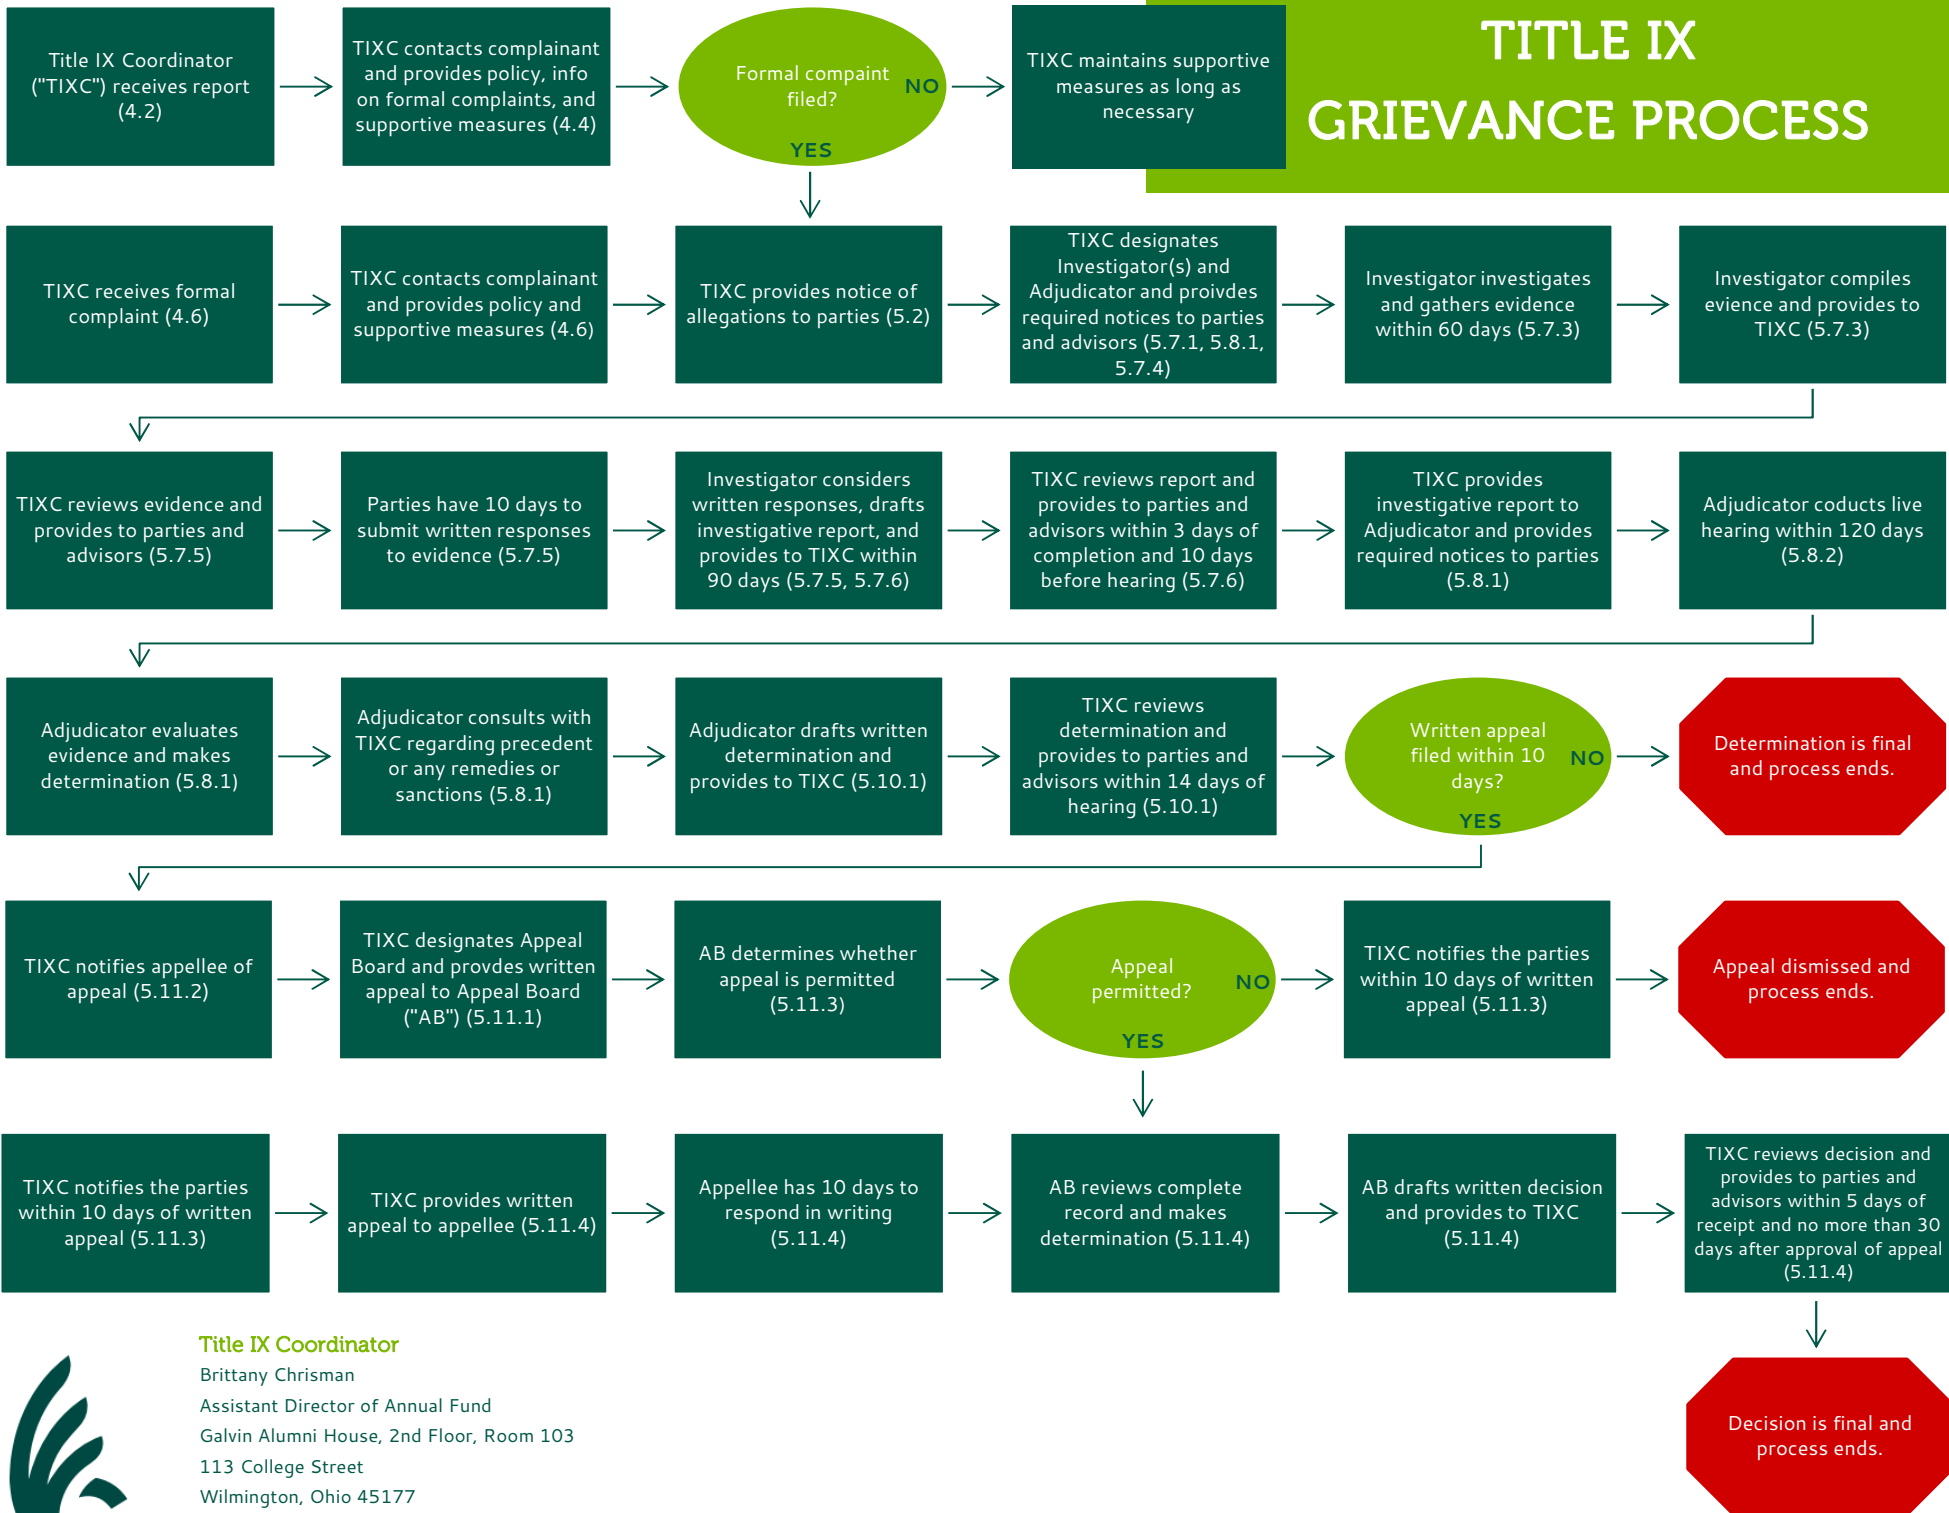 TITLE IX
GRIEVANCE PROCESS
Title IX Coordinator
("TIXC") receives report
(4.2)
TIXC contacts complainant
and provides policy, info
on formal complaints, and
supportive measures (4.4)
Formal compaint
filed?
NO
YES
TIXC maintains supportive
measures as long as
necessary
TIXC receives formal
complaint (4.6)
TIXC contacts complainant
and provides policy and
supportive measures (4.6)
TIXC provides notice of
allegations to parties (5.2)
TIXC designates
Investigator(s) and
Adjudicator and proivdes
required notices to parties
and advisors (5.7.1, 5.8.1,
5.7.4)
Investigator investigates
and gathers evidence
within 60 days (5.7.3)
Investigator compiles
evience and provides to
TIXC (5.7.3)
TIXC reviews evidence and
provides to parties and
advisors (5.7.5)
Parties have 10 days to
submit written responses
to evidence (5.7.5)
Investigator considers
written responses, drafts
investigative report, and
provides to TIXC within
90 days (5.7.5, 5.7.6)
TIXC reviews report and
provides to parties and
advisors within 3 days of
completion and 10 days
before hearing (5.7.6)
TIXC provides
investigative report to
Adjudicator and provides
required notices to parties
(5.8.1)
Adjudicator coducts live
hearing within 120 days
(5.8.2)
Adjudicator evaluates
evidence and makes
determination (5.8.1)
Adjudicator consults with
TIXC regarding precedent
or any remedies or
sanctions (5.8.1)
Adjudicator drafts written
determination and
provides to TIXC (5.10.1)
TIXC reviews
determination and
provides to parties and
advisors within 14 days of
hearing (5.10.1)
Written appeal
filed within 10
days?
NO
YES
Determination is final
and process ends.
TIXC notifies appellee of
appeal (5.11.2)
TIXC designates Appeal
Board and provdes written
appeal to Appeal Board
("AB") (5.11.1)
AB determines whether
appeal is permitted
(5.11.3)
Appeal
permitted?
NO
YES
TIXC notifies the parties
within 10 days of written
appeal (5.11.3)
Appeal dismissed and
process ends.
TIXC notifies the parties
within 10 days of written
appeal (5.11.3)
TIXC provides written
appeal to appellee (5.11.4)
Appellee has 10 days to
respond in writing
(5.11.4)
AB reviews complete
record and makes
determination (5.11.4)
AB drafts written decision
and provides to TIXC
(5.11.4)
TIXC reviews decision and
provides to parties and
advisors within 5 days of
receipt and no more than 30
days after approval of appeal
(5.11.4)
Decision is final and
process ends.
Title IX Coordinator
Brittany Chrisman
Assistant Director of Annual Fund
Galvin Alumni House, 2nd Floor, Room 103
113 College Street
Wilmington, Ohio 45177